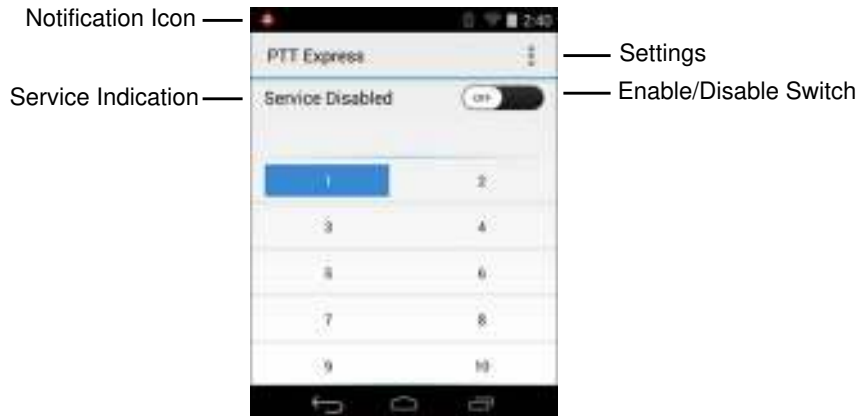 Notification Icon
2:40
PTT Express
Settings
Service Indication
Service Disabled
OFF
Enable/Disable Switch
1 2
3 4
5 6
7 8
9 10